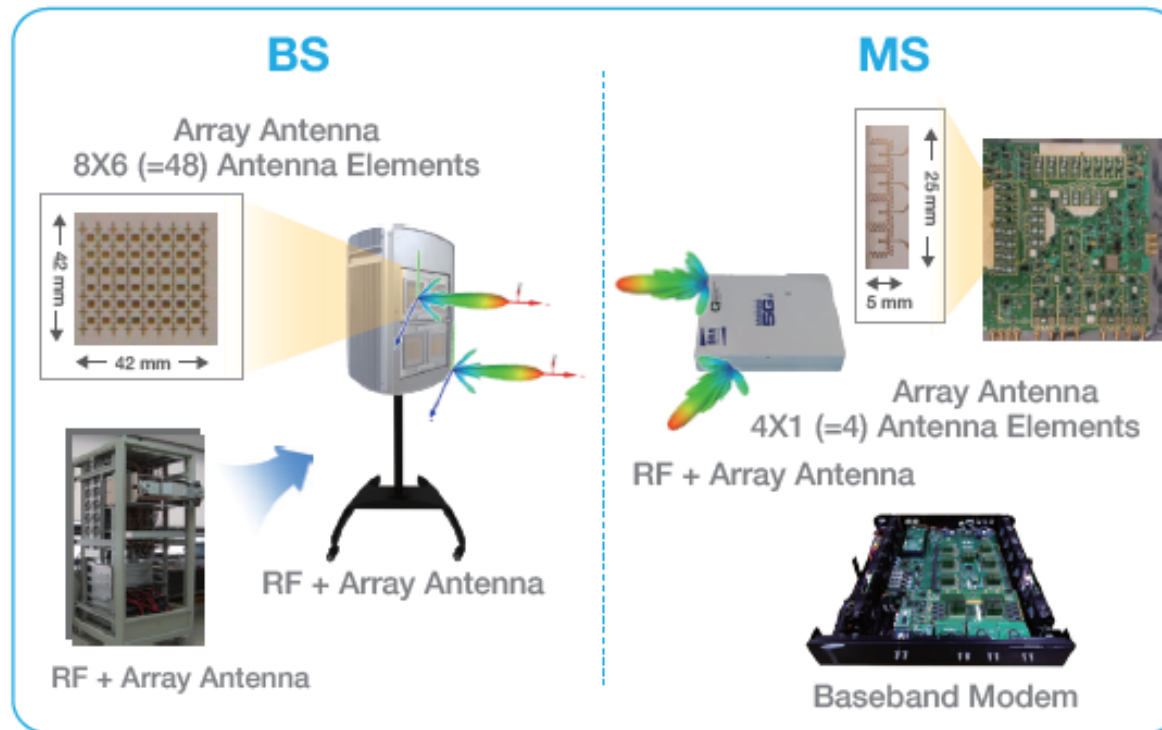 BS
Array Antenna
8X6 (=48) Antenna Elements
42 mm
42 mm
RF + Array Antenna
RF + Array Antenna
MS
25 mm
5 mm
5G
Array Antenna
4X1 (=4) Antenna Elements
RF + Array Antenna
Baseband Modem